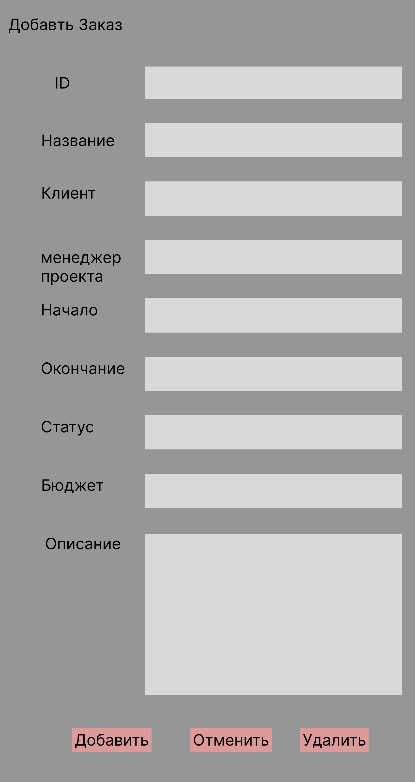 Добавть Заказ
ID
Название
Клиент
менеджер
проекта
Начало
Окончание
Статус
Бюджет
Описание
Добавить Отменить Удалить